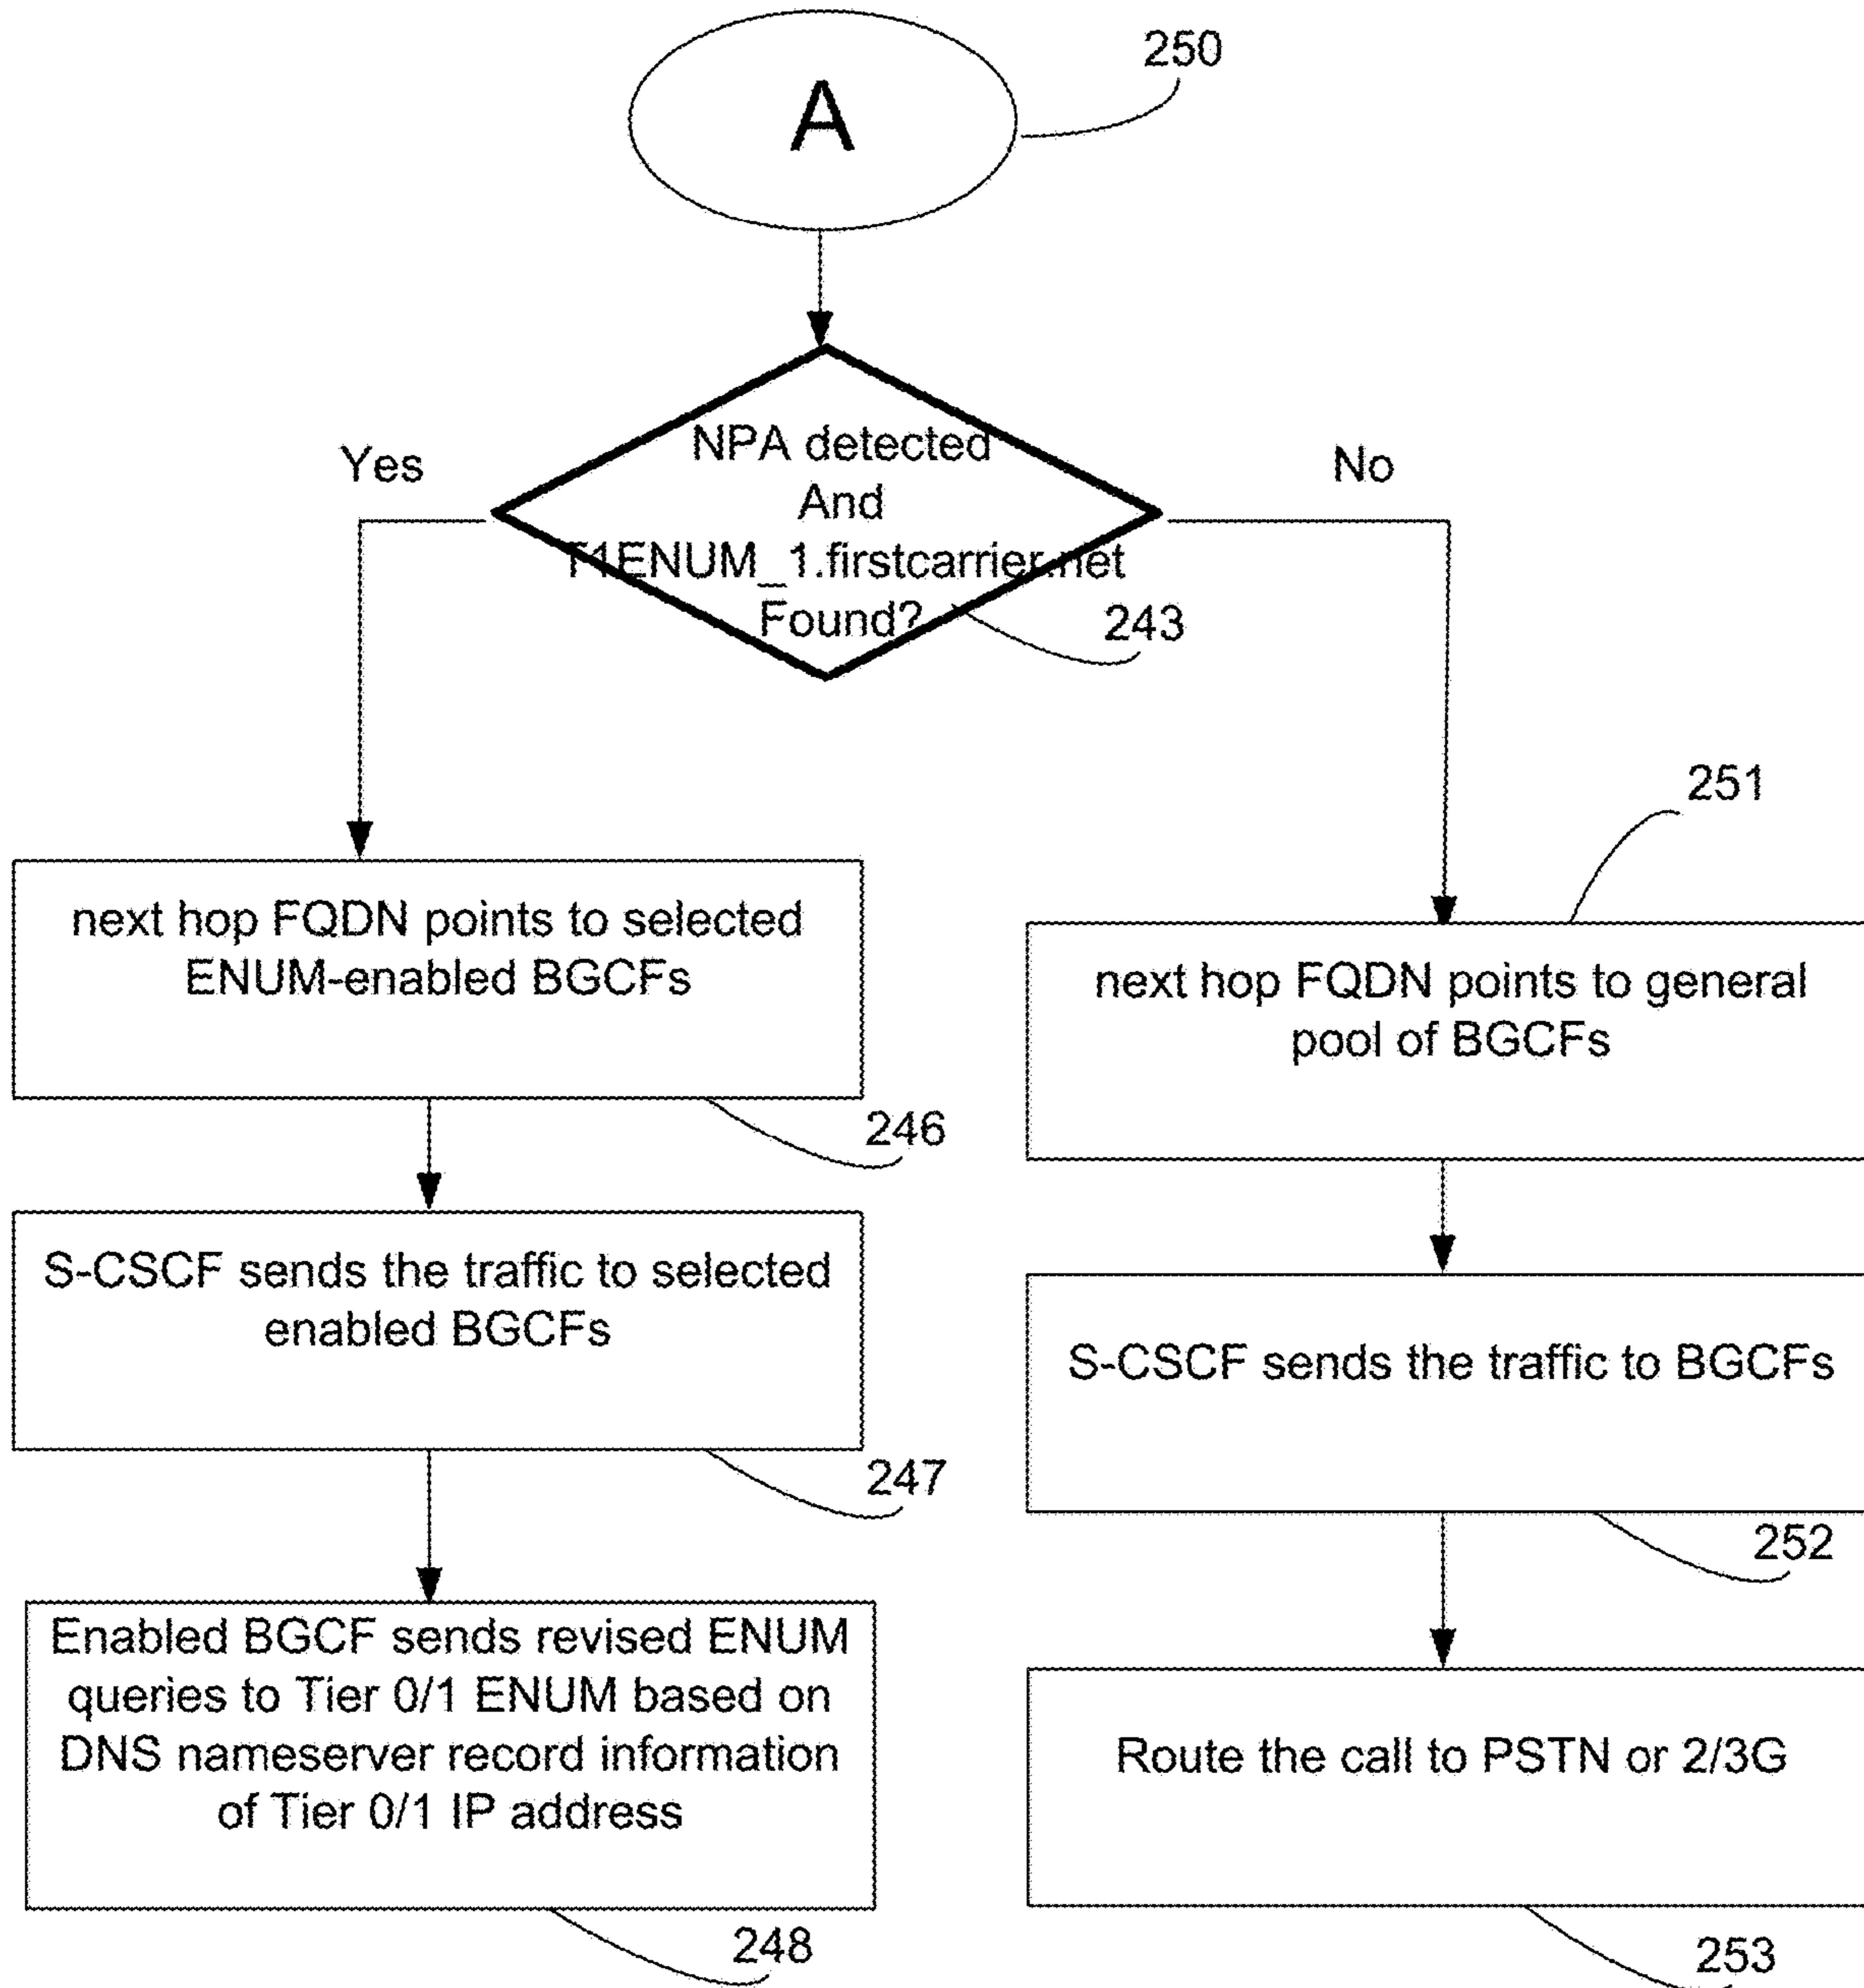 A
250
NPA detected
And
T1ENUM_1.firstcarrier.net
Found?
243
Yes
No
next hop FQDN points to selected
ENUM-enabled BGCFs
246
S-CSCF sends the traffic to selected
enabled BGCFs
247
Enabled BGCF sends revised ENUM
queries to Tier 0/1 ENUM based on
DNS nameserver record information
of Tier 0/1 IP address
248
251
next hop FQDN points to general
pool of BGCFs
S-CSCF sends the traffic to BGCFs
252
Route the call to PSTN or 2/3G
253